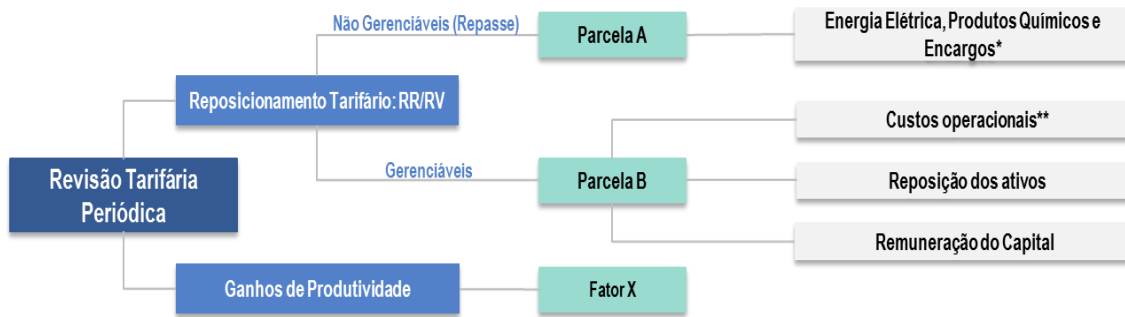 Não Gerenciáveis (Repasse)
Parcela A
Energia Elétrica, Produtos Químicos e
Encargos*
Reposicionamento Tarifário: RR/RV
Custos operacionais**
Gerenciáveis
Parcela B
Reposição dos ativos
Revisão Tarifária
Periódica
Remuneração do Capital
Ganhos de Produtividade
Fator X